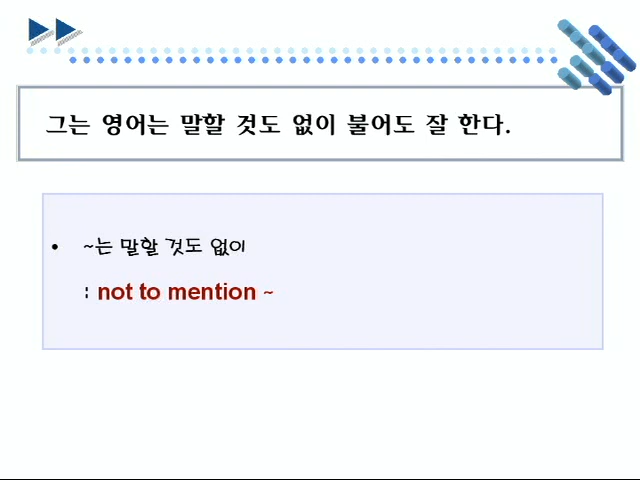 그는 영어는 말할 것도 없이 불어도 잘 한다.
• ~는 말할 것도 없이
: not to mention ~